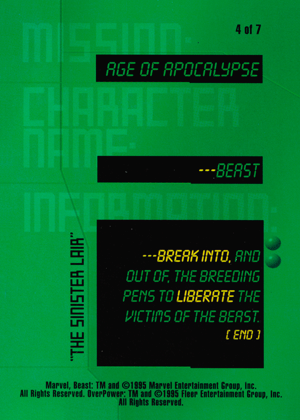 4 of 7
MISSION:
AGE OF APOCALYPSE
CHARACTER
NAME:
---BEAST
INFORMATION:
"THE SINISTER LAIR"
---BREAK INTO, AND
OUT OF, THE BREEDING
PENS TO LIBERATE THE
VICTIMS OF THE BEAST.
[ END ]
Marvel, Beast: TM and ©1995 Marvel Entertainment Group, Inc.
All Rights Reserved. OverPower: TM and ©1995 Fleer Entertainment Group, Inc.
All Rights Reserved.